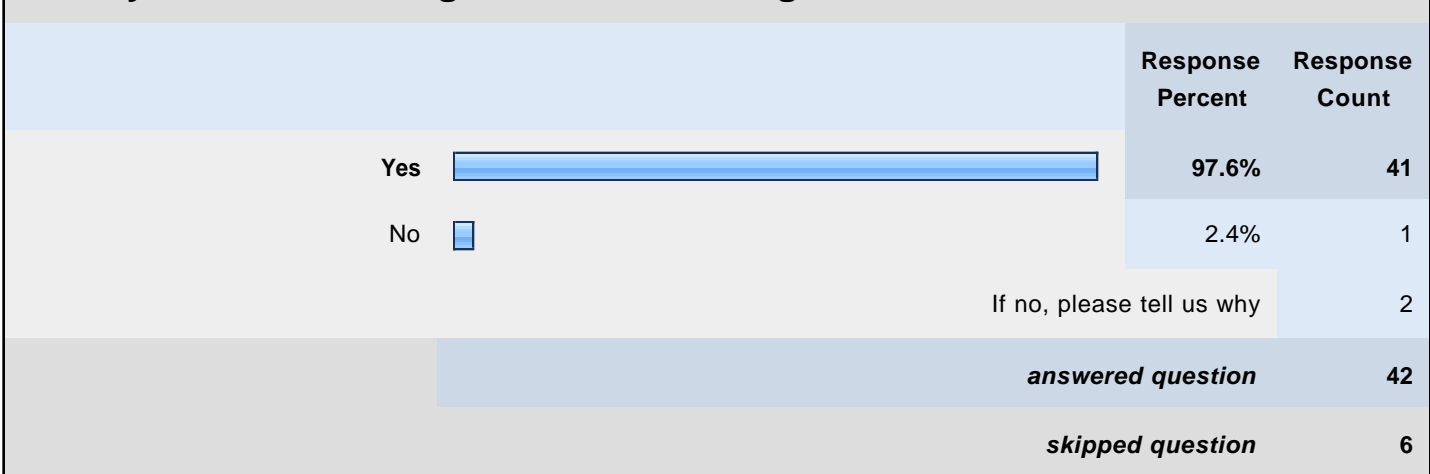 Response Percent Response Count
Yes 97.6% 41
No 2.4% 1
If no, please tell us why 2
answered question 42
skipped question 6